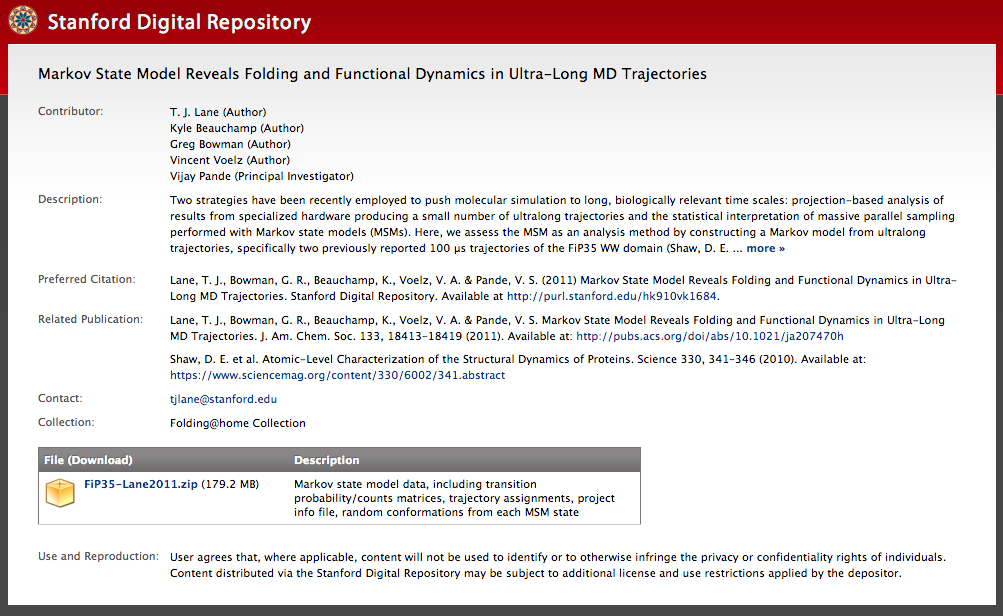 Stanford Digital Repository
Markov State Model Reveals Folding and Functional Dynamics in Ultra-Long MD Trajectories
Contributor:
T. J. Lane (Author)
Kyle Beauchamp (Author)
Greg Bowman (Author)
Vincent Voelz (Author)
Vijay Pande (Principal Investigator)
Description:
Two strategies have been recently employed to push molecular simulation to long, biologically relevant time scales: projection-based analysis of
results from specialized hardware producing a small number of ultralong trajectories and the statistical interpretation of massive parallel sampling
performed with Markov state models (MSMs). Here, we assess the MSM as an analysis method by constructing a Markov model from ultralong
trajectories, specifically two previously reported 100 μs trajectories of the FiP35 WW domain (Shaw, D. E. ... more »
Preferred Citation:
Lane, T. J., Bowman, G. R., Beauchamp, K., Voelz, V. A. & Pande, V. S. (2011) Markov State Model Reveals Folding and Functional Dynamics in Ultra-
Long MD Trajectories. Stanford Digital Repository. Available at http://purl.stanford.edu/hk910vk1684.
Related Publication:
Lane, T. J., Bowman, G. R., Beauchamp, K., Voelz, V. A. & Pande, V. S. Markov State Model Reveals Folding and Functional Dynamics in Ultra-Long
MD Trajectories. J. Am. Chem. Soc. 133, 18413-18419 (2011). Available at: http://pubs.acs.org/doi/abs/10.1021/ja207470h
Shaw, D. E. et al. Atomic-Level Characterization of the Structural Dynamics of Proteins. Science 330, 341-346 (2010). Available at:
https://www.sciencemag.org/content/330/6002/341.abstract
Contact:
tjlane@stanford.edu
Collection:
Folding@home Collection
File (Download)
Description
FiP35-Lane2011.zip (179.2 MB)
Markov state model data, including transition
probability/counts matrices, trajectory assignments, project
info file, random conformations from each MSM state
Use and Reproduction:
User agrees that, where applicable, content will not be used to identify or to otherwise infringe the privacy or confidentiality rights of individuals.
Content distributed via the Stanford Digital Repository may be subject to additional license and use restrictions applied by the depositor.